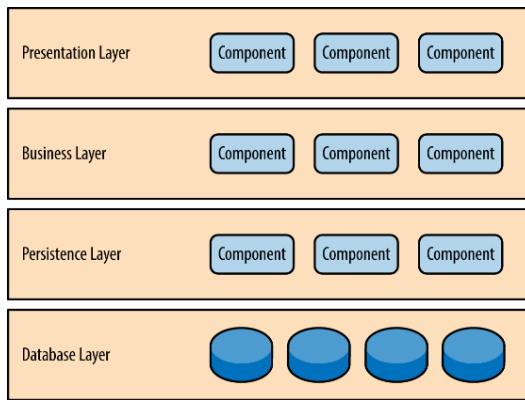 Presentation Layer Component Component Component
Business Layer Component Component Component
Persistence Layer Component Component Component
Database Layer